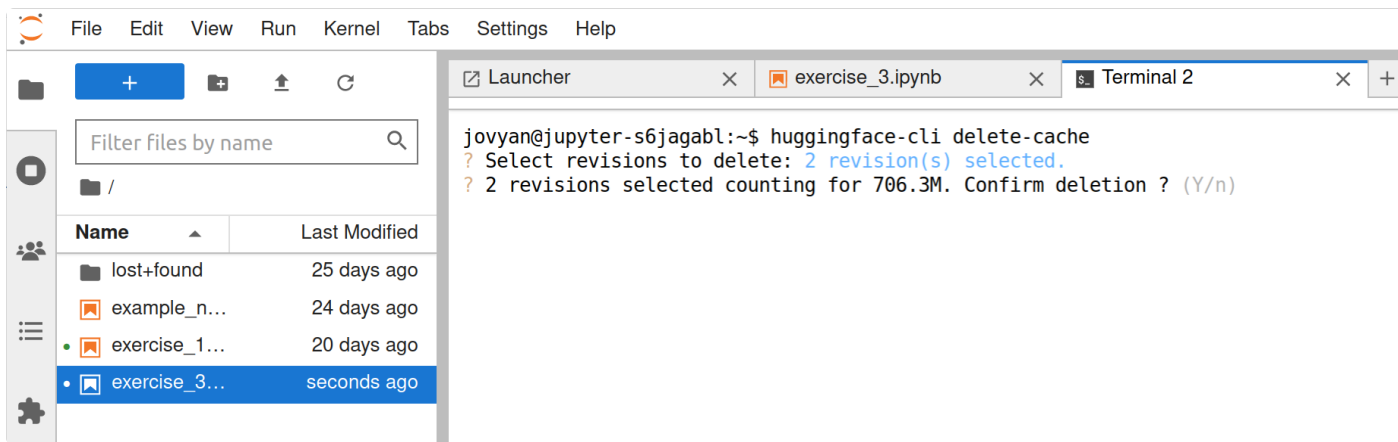 File Edit View Run Kernel Tabs Settings Help
+
Filter files by name
/
Name Last Modified
lost+found 25 days ago
example_n… 24 days ago
exercise_1… 20 days ago
exercise_3… seconds ago
Launcher exercise_3.ipynb $_ Terminal 2 +
jovyan@jupyter-s6jagabl:~$ huggingface-cli delete-cache
? Select revisions to delete: 2 revision(s) selected.
? 2 revisions selected counting for 706.3M. Confirm deletion ? (Y/n)